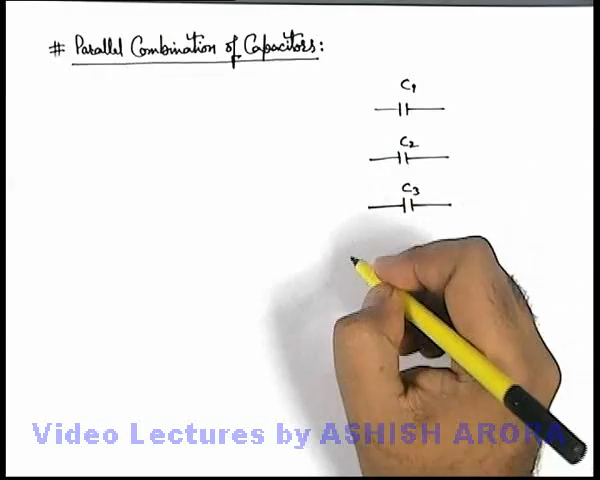 # Parallel Combination of Capacitors:
C1
C2
C3
Video Lectures by ASHISH ARORA